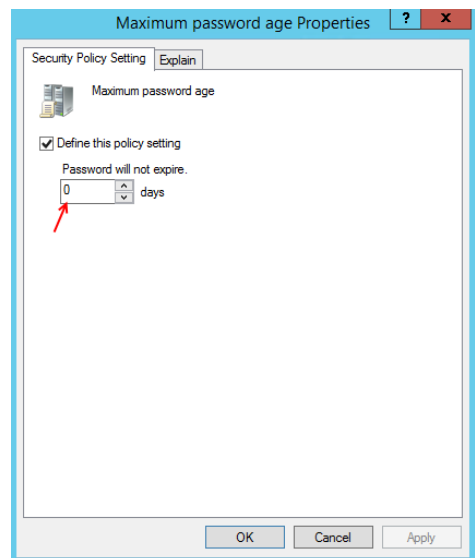 Maximum password age Properties ? x
Security Policy Setting Explain
Maximum password age
Define this policy setting
Password will not expire.
0 days
OK Cancel Apply